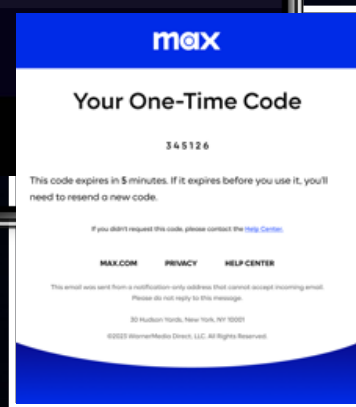 max
Your One-Time Code
345126
This code expires in 5 minutes. If it expires before you use it, you'll
need to resend a new code.
If you didn't request this code, please contact the Help Center.
MAX.COM PRIVACY HELP CENTER
This email was sent from a notification-only address that cannot accept incoming email.
Please do not reply to this message.
30 Hudson Yards, New York, NY 10001
©2023 WarnerMedia Direct, LLC. All Rights Reserved.